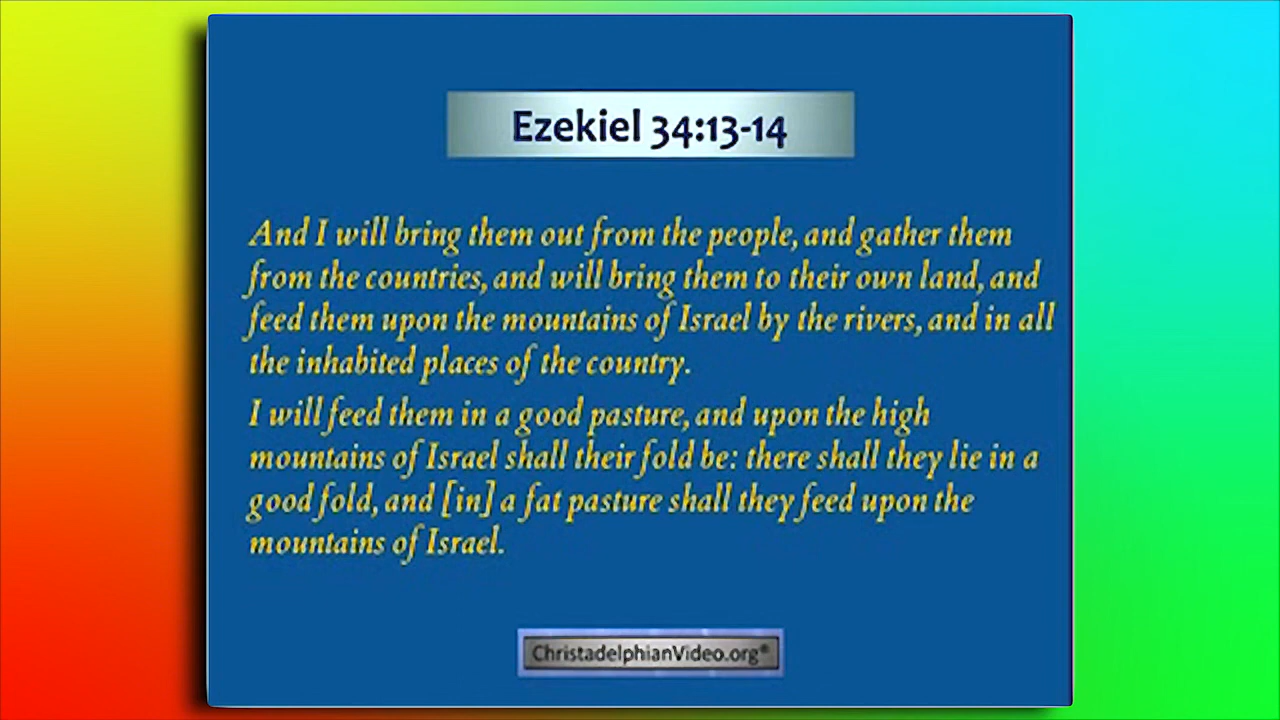 Ezekiel 34:13-14
And I will bring them out from the people, and gather them
from the countries, and will bring them to their own land, and
feed them upon the mountains of Israel by the rivers, and in all
the inhabited places of the country.
I will feed them in a good pasture, and upon the high
mountains of Israel shall their fold be: there shall they lie in a
good fold, and [in] a fat pasture shall they feed upon the
mountains of Israel.
ChristadelphianVideo.org®